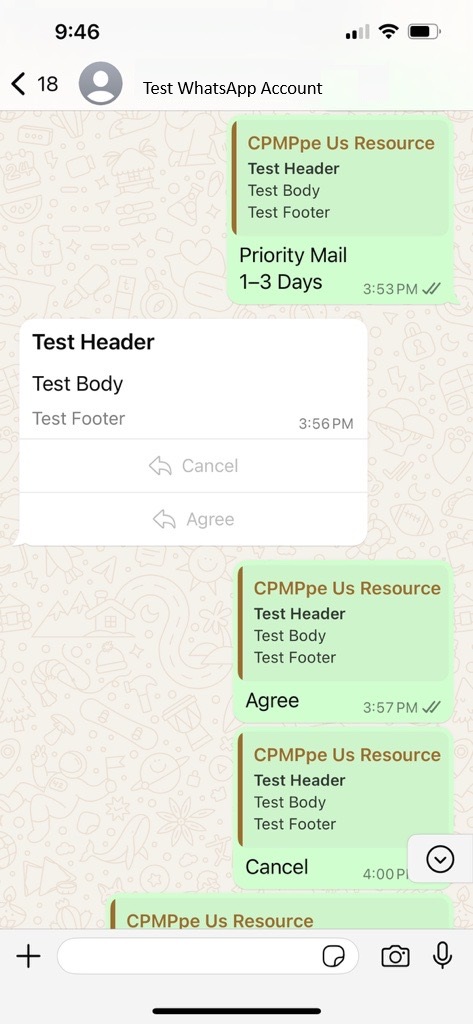 9:46
18
Test WhatsApp Account
CPMPpe Us Resource
Test Header
Test Body
Test Footer
Priority Mail
1–3 Days
3:53 PM
Test Header
Test Body
Test Footer
3:56 PM
Cancel
Agree
CPMPpe Us Resource
Test Header
Test Body
Test Footer
Agree
3:57 PM
CPMPpe Us Resource
Test Header
Test Body
Test Footer
Cancel
4:00
CPMPpe Us Resource